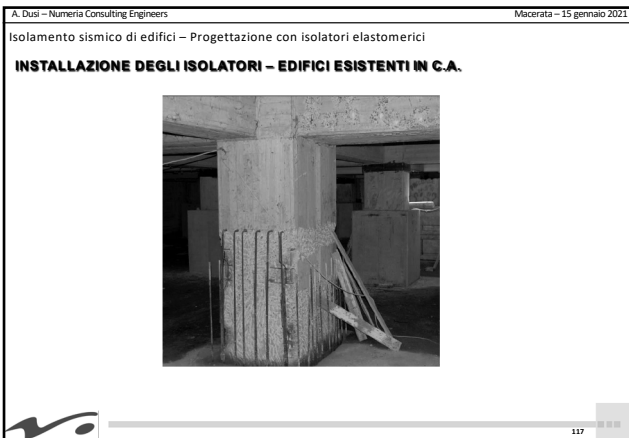 A. Dusi – Numeria Consulting Engineers Macerata – 15 gennaio 2021
Isolamento sismico di edifici – Progettazione con isolatori elastomerici
INSTALLAZIONE DEGLI ISOLATORI – EDIFICI ESISTENTI IN C.A.
117